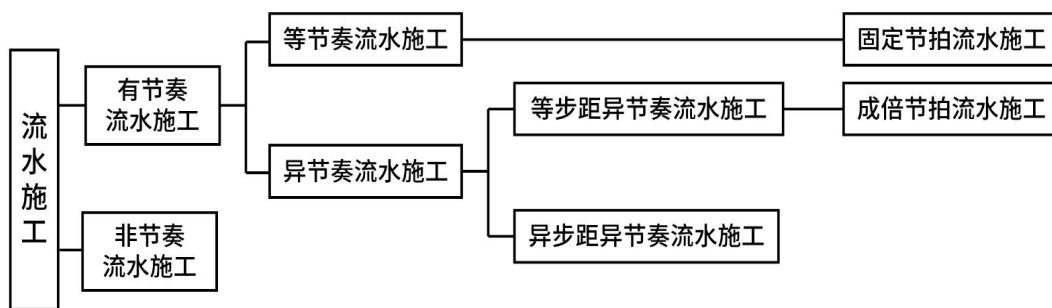 流水施工
有节奏
流水施工
非节奏
流水施工
等节奏流水施工
异节奏流水施工
等步距异节奏流水施工
异步距异节奏流水施工
固定节拍流水施工
成倍节拍流水施工